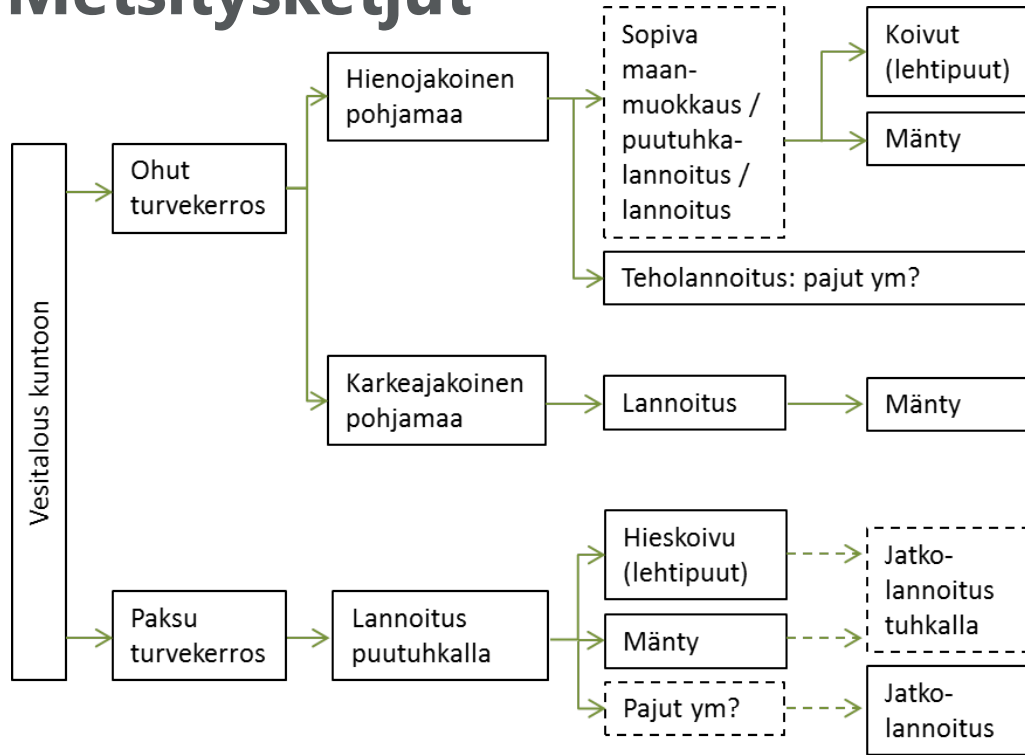 Metsitysketjut
Vesitalous kuntoon
Ohut
turvekerros
Hienojakoinen
pohjamaa
Sopiva
maan-
muokkaus /
puutuhka-
lannoitus /
lannoitus
Koivut
(lehtipuut)
Mänty
Teholannoitus: pajut ym?
Karkeajakoinen
pohjamaa
Lannoitus
Mänty
Paksu
turvekerros
Lannoitus
puutuhkalla
Hieskoivu
(lehtipuut)
Mänty
Pajut ym?
Jatko-
lannoitus
tuhkalla
Jatko-
lannoitus